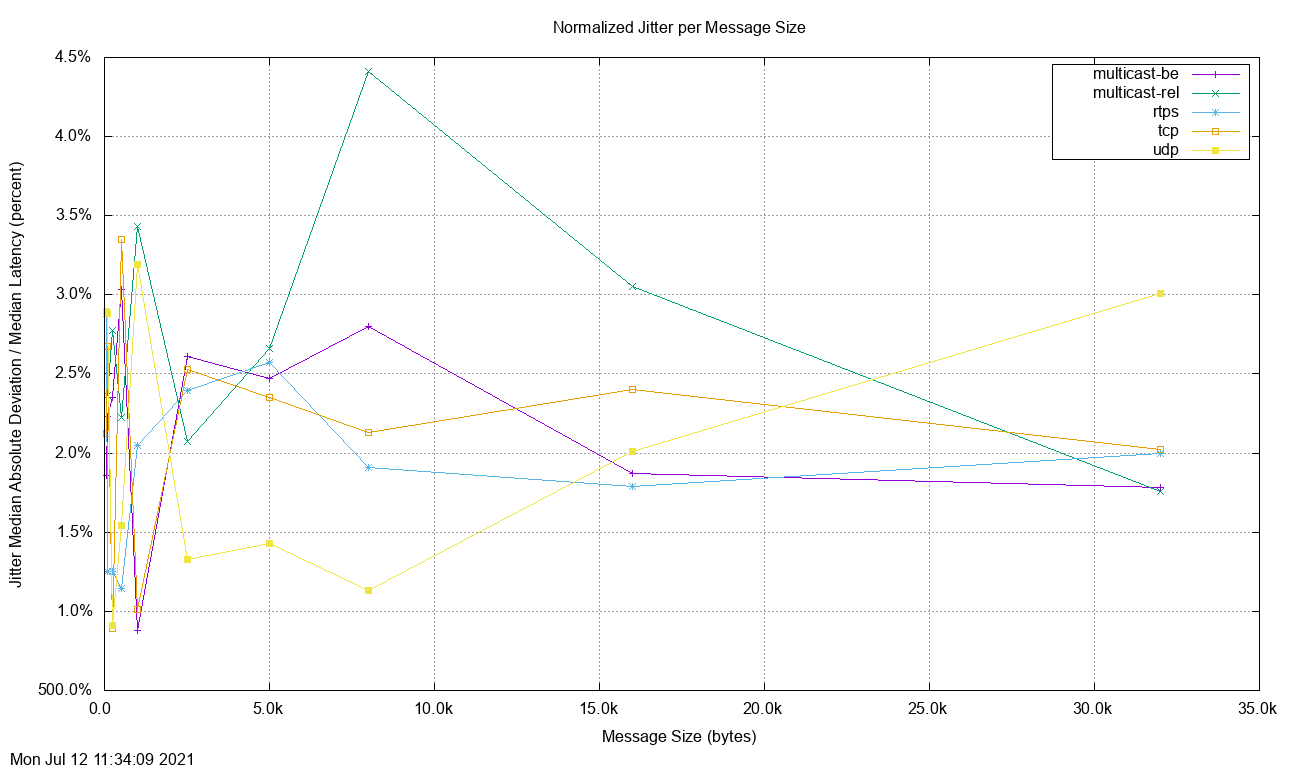 Normalized Jitter per Message Size
Jitter Median Absolute Deviation / Median Latency (percent)
4.5%
4.0%
3.5%
3.0%
2.5%
2.0%
1.5%
1.0%
500.0%
multicast-be
multicast-rel
rtps
tcp
udp
0.0 5.0k 10.0k 15.0k 20.0k 25.0k 30.0k 35.0k
Message Size (bytes)
Mon Jul 12 11:34:09 2021